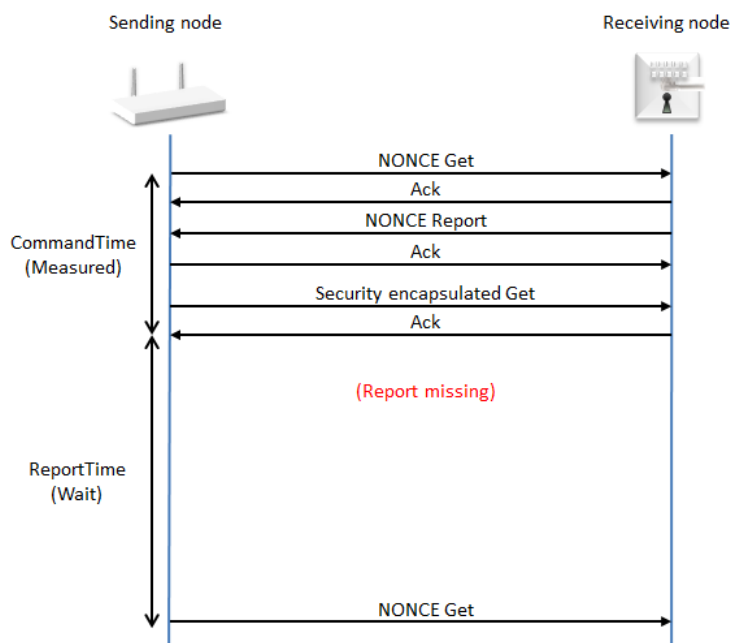 Sending node
Receiving node
NONCE Get
Ack
NONCE Report
CommandTime
(Measured)
Ack
Security encapsulated Get
Ack
(Report missing)
ReportTime
(Wait)
NONCE Get